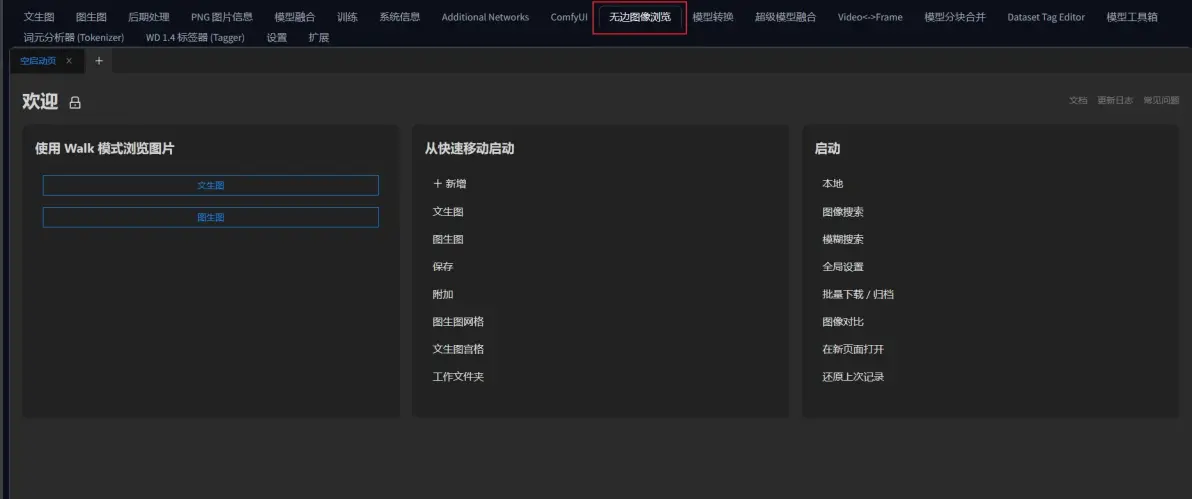 文生图 图生图 后期处理 PNG 图片信息 模型融合 训练 系统信息 Additional Networks ComfyUI 无边图像浏览 模型转换 超级模型融合 Video<->Frame 模型分块合并 Dataset Tag Editor 模型工具箱
词元分析器 (Tokenizer) WD 1.4 标签器 (Tagger) 设置 扩展
空启动页 × +
欢迎 文档 更新日志 常见问题
使用 Walk 模式浏览图片
文生图
图生图
从快速移动启动
+ 新增
文生图
图生图
保存
附加
图生图网格
文生图宫格
工作文件夹
启动
本地
图像搜索
模糊搜索
全局设置
批量下载 / 归档
图像对比
在新页面打开
还原上次记录